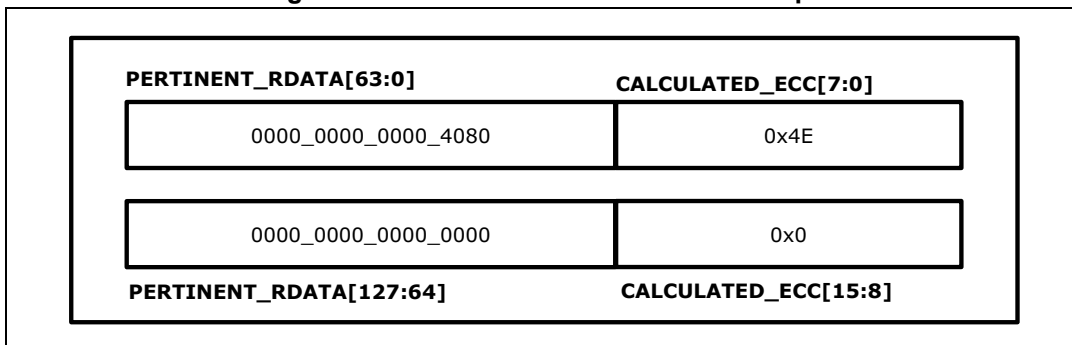 PERTINENT_RDATA[63:0] CALCULATED_ECC[7:0]
0000_0000_0000_4080 0x4E
0000_0000_0000_0000 0x0
PERTINENT_RDATA[127:64] CALCULATED_ECC[15:8]